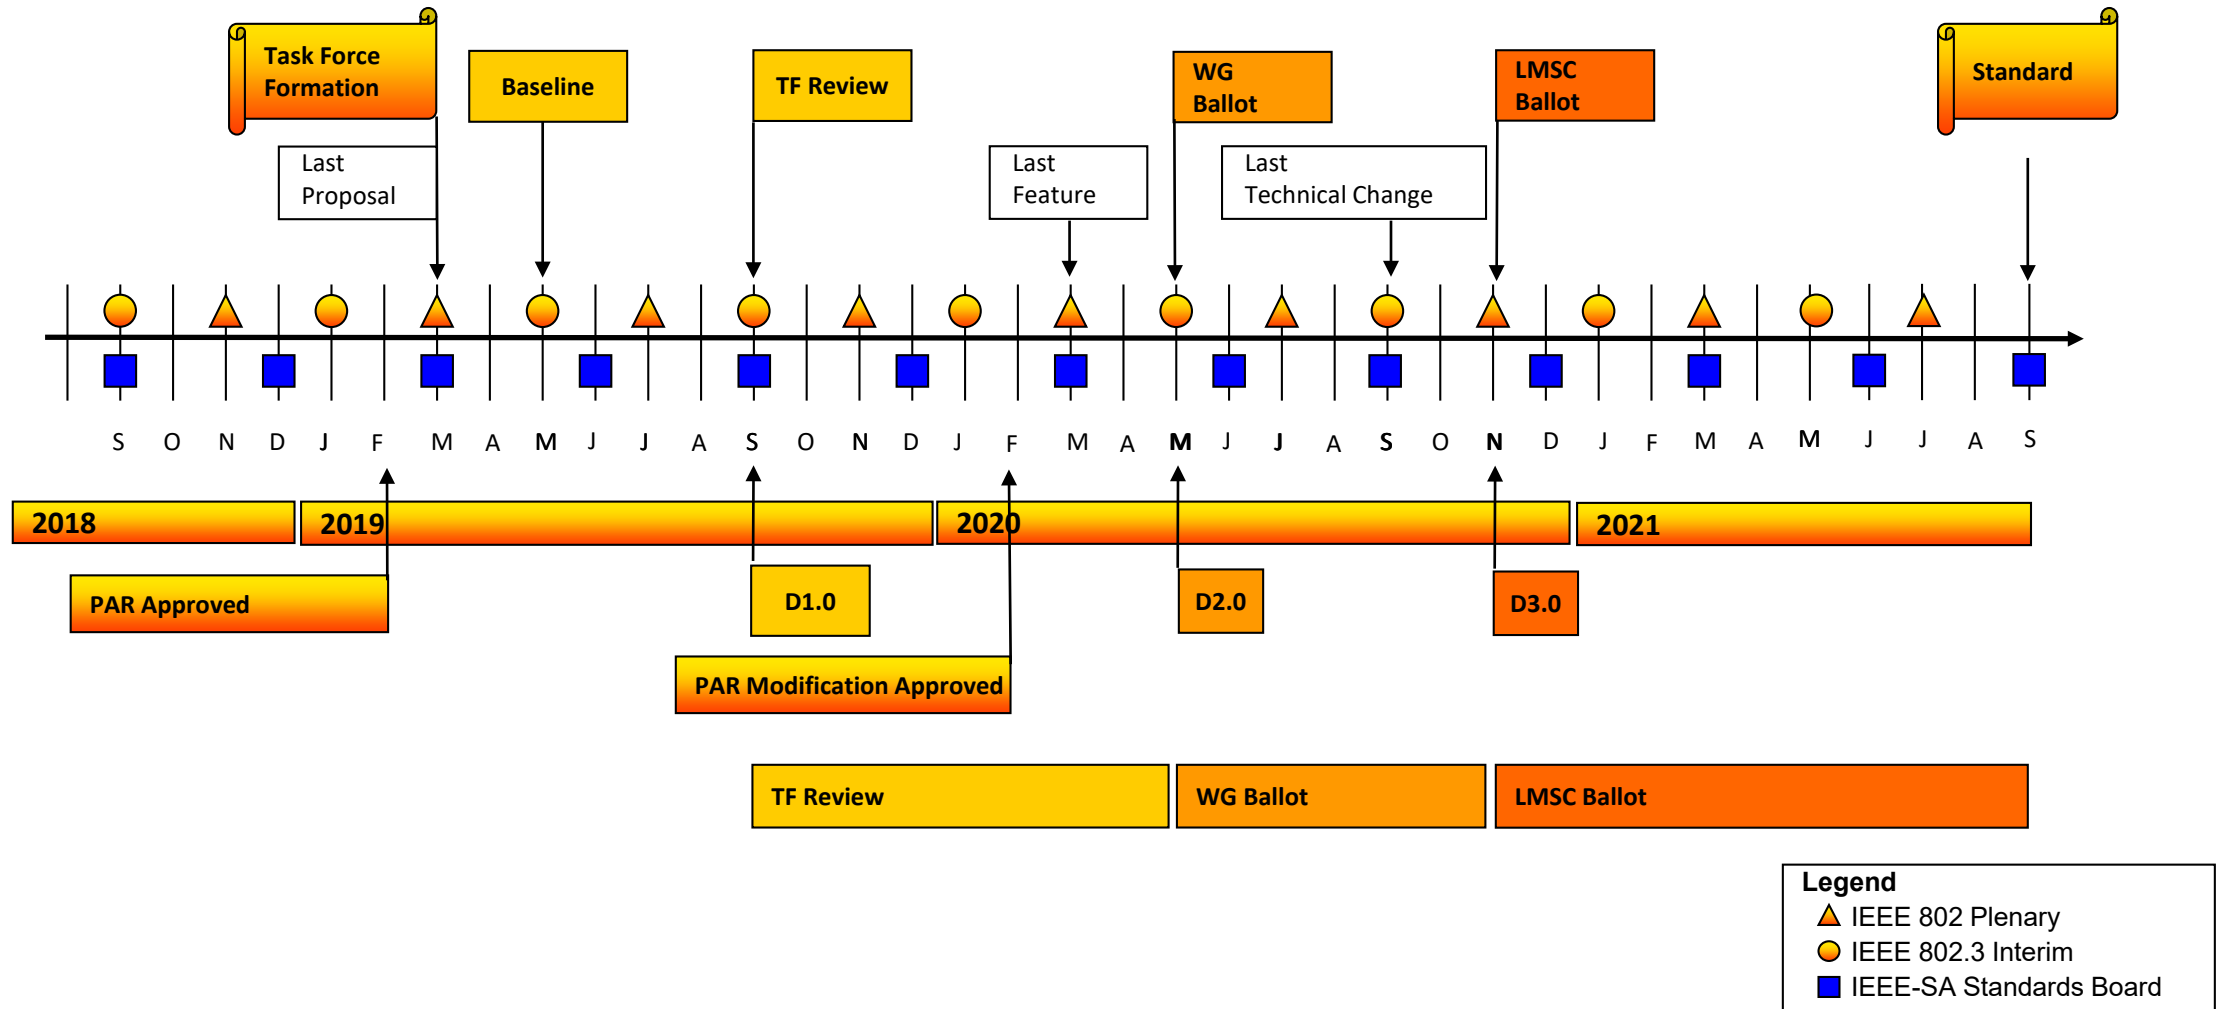 Task Force
Formation
Baseline
TF Review
WG
Ballot
LMSC
Ballot
Standard
Last
Proposal
Last
Feature
Last
Technical Change
S O N D J F M A M J J A S O N D J F M A M J J A S O N D J F M A M J J A S
2018 2019 2020 2021
PAR Approved
D1.0
D2.0
D3.0
PAR Modification Approved
TF Review
WG Ballot
LMSC Ballot
Legend
IEEE 802 Plenary
IEEE 802.3 Interim
IEEE-SA Standards Board